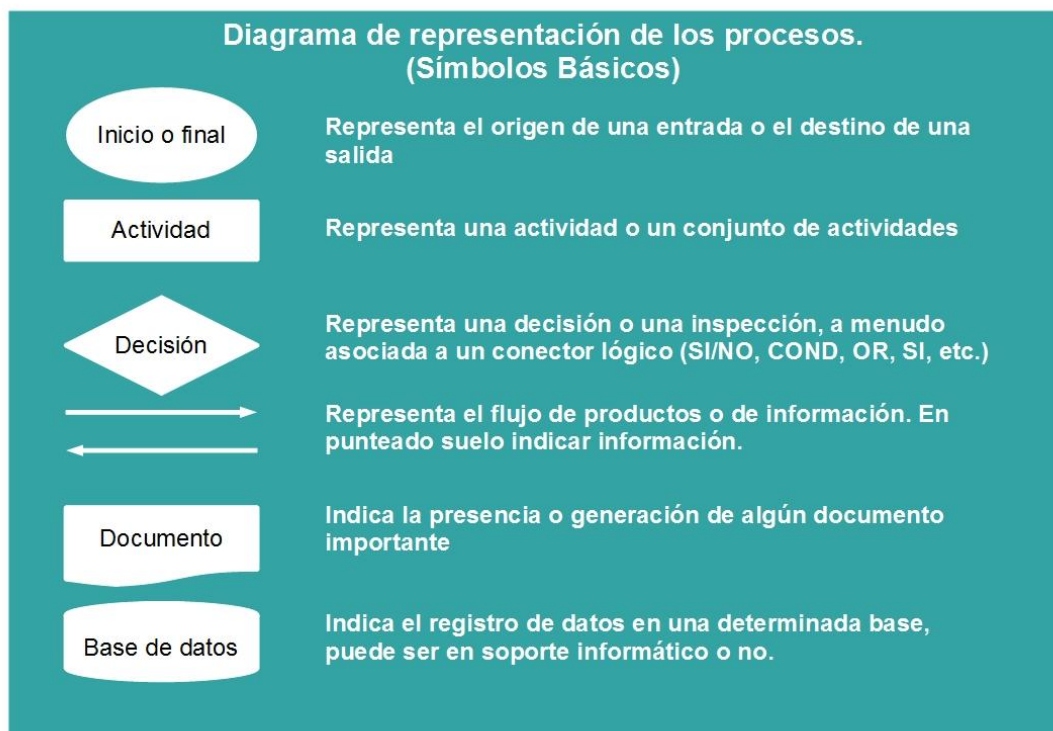 Diagrama de representación de los procesos.
(Símbolos Básicos)
Inicio o final
Representa el origen de una entrada o el destino de una
salida
Actividad
Representa una actividad o un conjunto de actividades
Decisión
Representa una decisión o una inspección, a menudo
asociada a un conector lógico (SI/NO, COND, OR, SI, etc.)
Representa el flujo de productos o de información. En
punteado suelo indicar información.
Documento
Indica la presencia o generación de algún documento
importante
Base de datos
Indica el registro de datos en una determinada base,
puede ser en soporte informático o no.